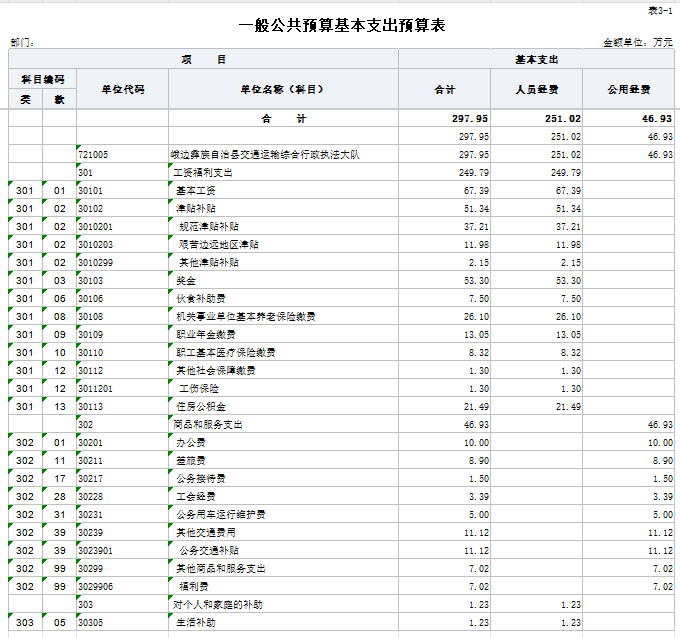 表3-1
一般公共预算基本支出预算表
部门: 金额单位: 万元
项 目 基本支出
科目编码 单位代码 单位名称（科目） 合计 人员经费 公用经费
类 款
合 计 297.95 251.02 46.93
297.95 251.02 46.93
721005 峨边彝族自治县交通运输综合行政执法大队 297.95 251.02 46.93
301 工资福利支出 249.79 249.79
301 01 30101 基本工资 67.39 67.39
301 02 30102 津贴补贴 51.34 51.34
301 02 3010201 规范津贴补贴 37.21 37.21
301 02 3010203 艰苦边远地区津贴 11.98 11.98
301 02 3010299 其他津贴补贴 2.15 2.15
301 03 30103 奖金 53.30 53.30
301 06 30106 伙食补助费 7.50 7.50
301 08 30108 机关事业单位基本养老保险缴费 26.10 26.10
301 09 30109 职业年金缴费 13.05 13.05
301 10 30110 职工基本医疗保险缴费 8.32 8.32
301 12 30112 其他社会保障缴费 1.30 1.30
301 12 3011201 工伤保险 1.30 1.30
301 13 30113 住房公积金 21.49 21.49
302 商品和服务支出 46.93 46.93
302 01 30201 办公费 10.00 10.00
302 11 30211 差旅费 8.90 8.90
302 17 30217 公务接待费 1.50 1.50
302 28 30228 工会经费 3.39 3.39
302 31 30231 公务用车运行维护费 5.00 5.00
302 39 30239 其他交通费用 11.12 11.12
302 39 3023901 公务交通补贴 11.12 11.12
302 99 30299 其他商品和服务支出 7.02 7.02
302 99 3029906 福利费 7.02 7.02
303 对个人和家庭的补助 1.23 1.23
303 05 30305 生活补助 1.23 1.23